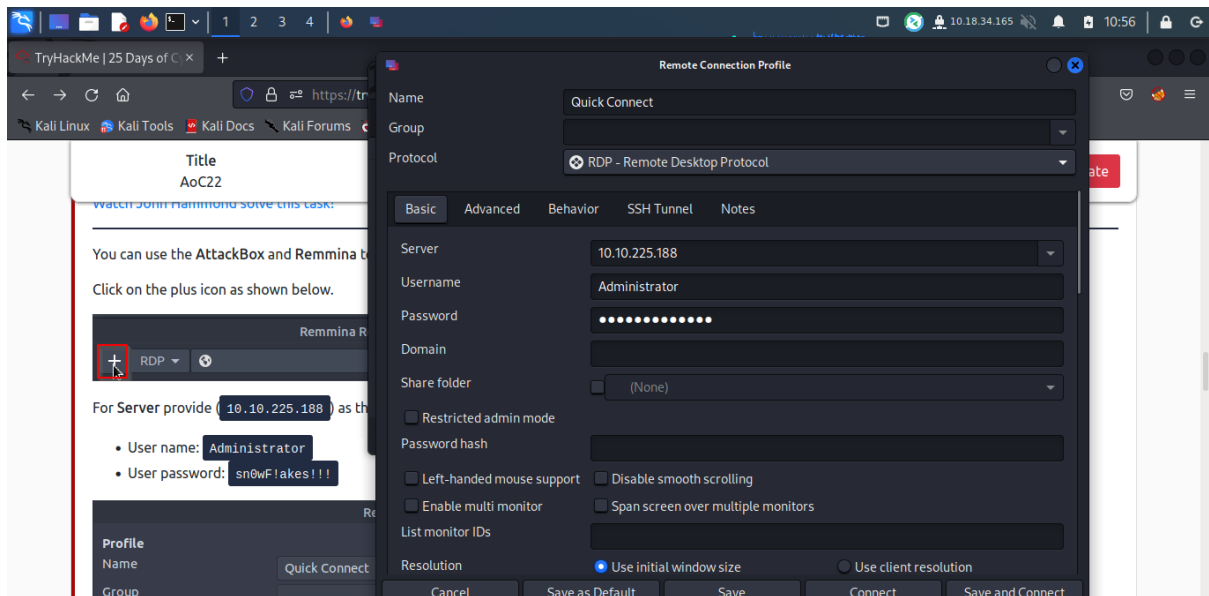 1 2 3 4 10.18.34.165 10:56
TryHackMe | 25 Days of C
https://tr
Kali Linux Kali Tools Kali Docs Kali Forums
Title
AoC22
ate
Watch John Hammond solve this task!
You can use the AttackBox and Remmina t
Click on the plus icon as shown below.
Remmina R
RDP
For Server provide ( 10.10.225.188 ) as th
User name: Administrator
User password: sn0wF!akes!!!
Re
Profile
Name Quick Connect
Group
Remote Connection Profile
Name Quick Connect
Group
Protocol RDP - Remote Desktop Protocol
Basic Advanced Behavior SSH Tunnel Notes
Server 10.10.225.188
Username Administrator
Password ●●●●●●●●●●●●●
Domain
Share folder (None)
Restricted admin mode
Password hash
Left-handed mouse support Disable smooth scrolling
Enable multi monitor Span screen over multiple monitors
List monitor IDs
Resolution Use initial window size Use client resolution
Cancel Save as Default Save Connect Save and Connect